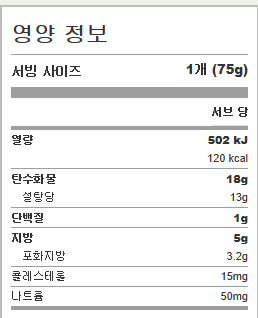 영양 정보
서빙 사이즈 1개 (75g)
서브 당
열량 502 kJ
120 kcal
탄수화물 18g
설탕당 13g
단백질 1g
지방 5g
포화지방 3.2g
콜레스테롤 15mg
나트륨 50mg